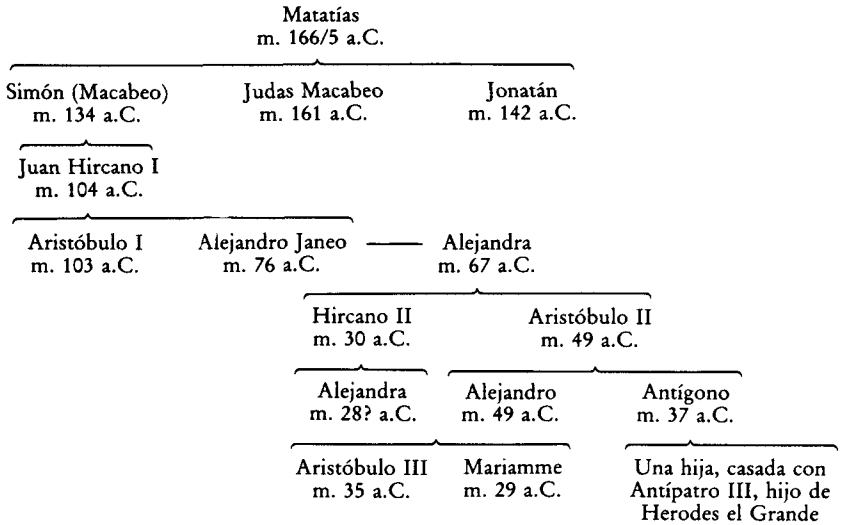 Matatías
m. 166/5 a.C.
Simón (Macabeo) Judas Macabeo Jonatán
m. 134 a.C. m. 161 a.C. m. 142 a.C.
Juan Hircano I
m. 104 a.C.
Aristóbulo I Alejandro Janeo — Alejandra
m. 103 a.C. m. 76 a.C. m. 67 a.C.
Hircano II Aristóbulo II
m. 30 a.C. m. 49 a.C.
Alejandra Alejandro Antígono
m. 28? a.C. m. 49 a.C. m. 37 a.C.
Aristóbulo III Mariamme Una hija, casada con
m. 35 a.C. m. 29 a.C. Antípatro III, hijo de
Herodes el Grande